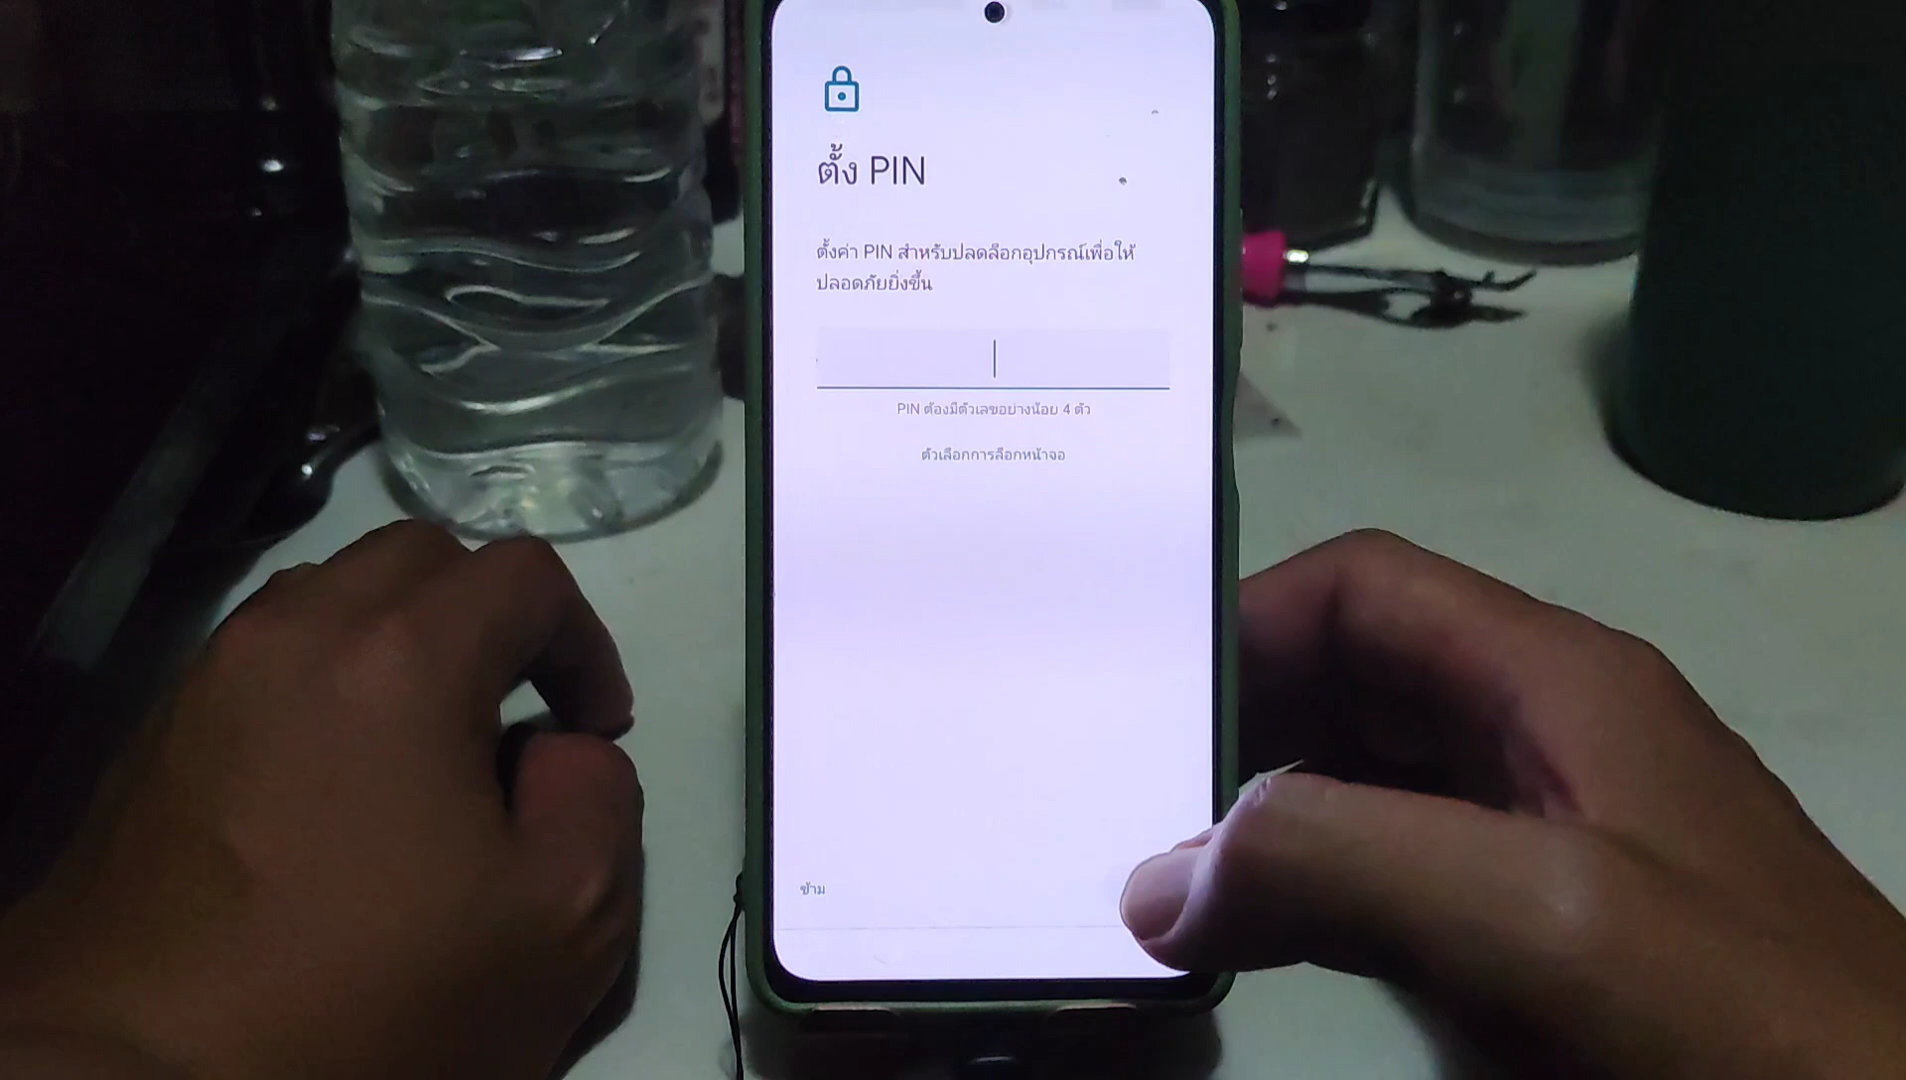 ตั้ง PIN
ตั้งค่า PIN สำหรับปลดล็อกอุปกรณ์เพื่อให้
ปลอดภัยยิ่งขึ้น
PIN ต้องมีตัวเลขอย่างน้อย 4 ตัว
ตัวเลือกการล็อกหน้าจอ
ข้าม